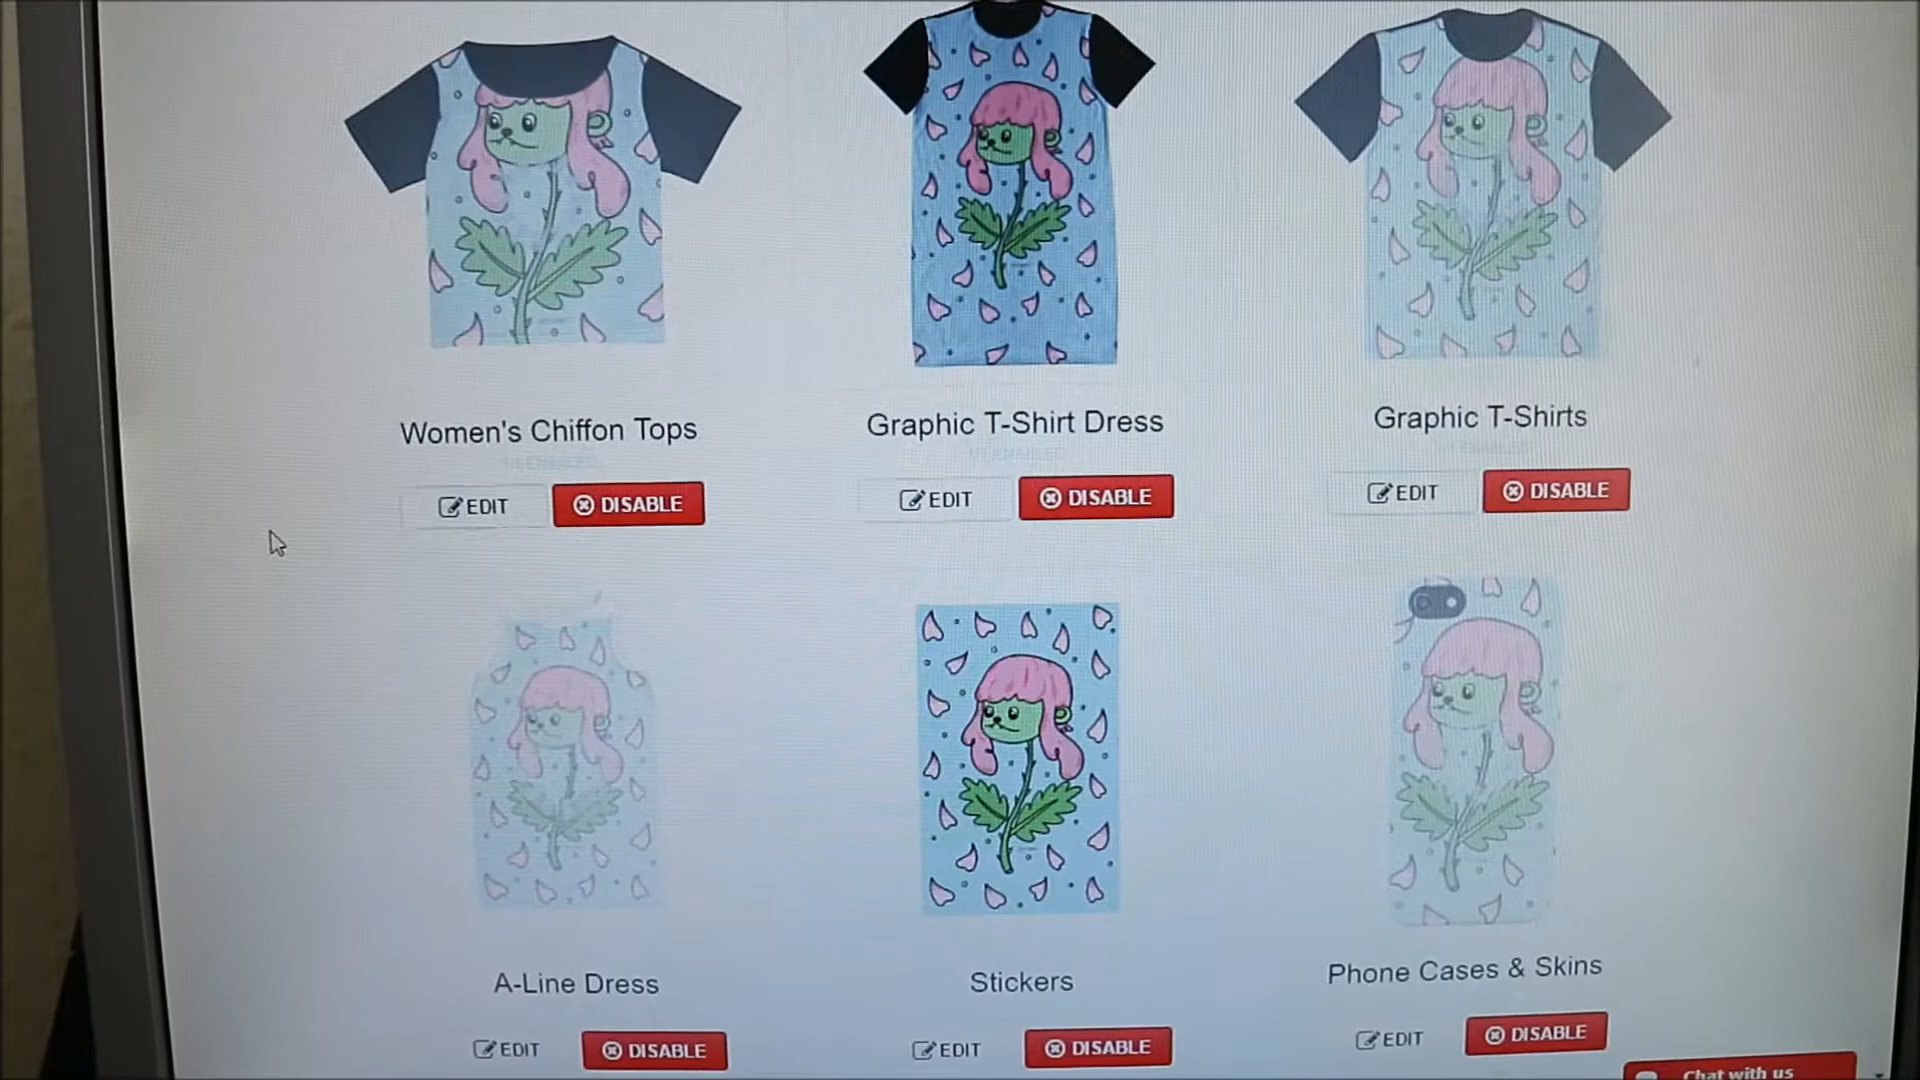 Women's Chiffon Tops
Graphic T-Shirt Dress
Graphic T-Shirts
EDIT
DISABLE
EDIT
DISABLE
EDIT
DISABLE
A-Line Dress
Stickers
Phone Cases & Skins
EDIT
DISABLE
EDIT
DISABLE
EDIT
DISABLE
Chat with us